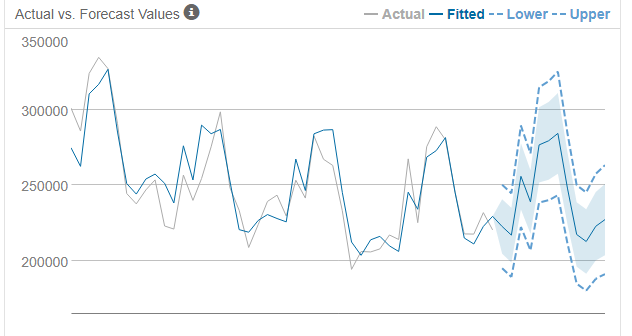 Actual vs. Forecast Values i
Actual Fitted Lower Upper
350000
300000
250000
200000